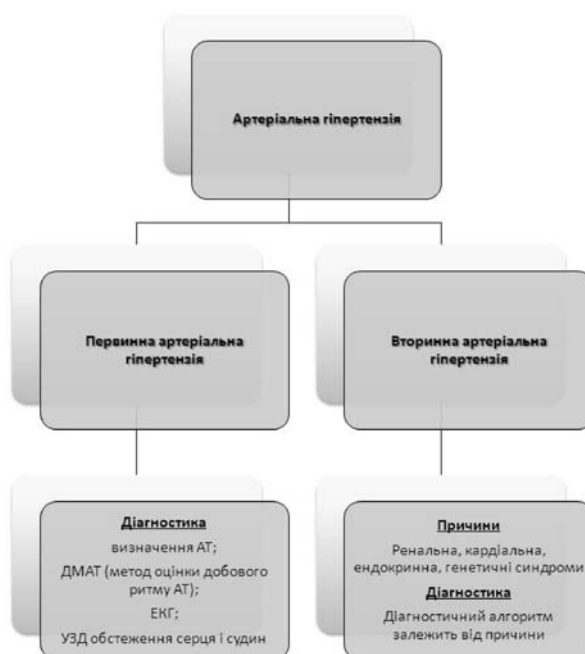 Артеріальна гіпертензія
Первинна артеріальна
гіпертензія
Вторинна артеріальна
гіпертензія
Діагностика
визначення АТ;
ДМАТ (метод оцінки добового
ритму АТ);
ЕКГ;
УЗД обстеження серця і судин
Причини
Ренальна, кардіальна,
ендокринна, генетичні синдроми
Діагностика
Діагностичний алгоритм
залежить від причини